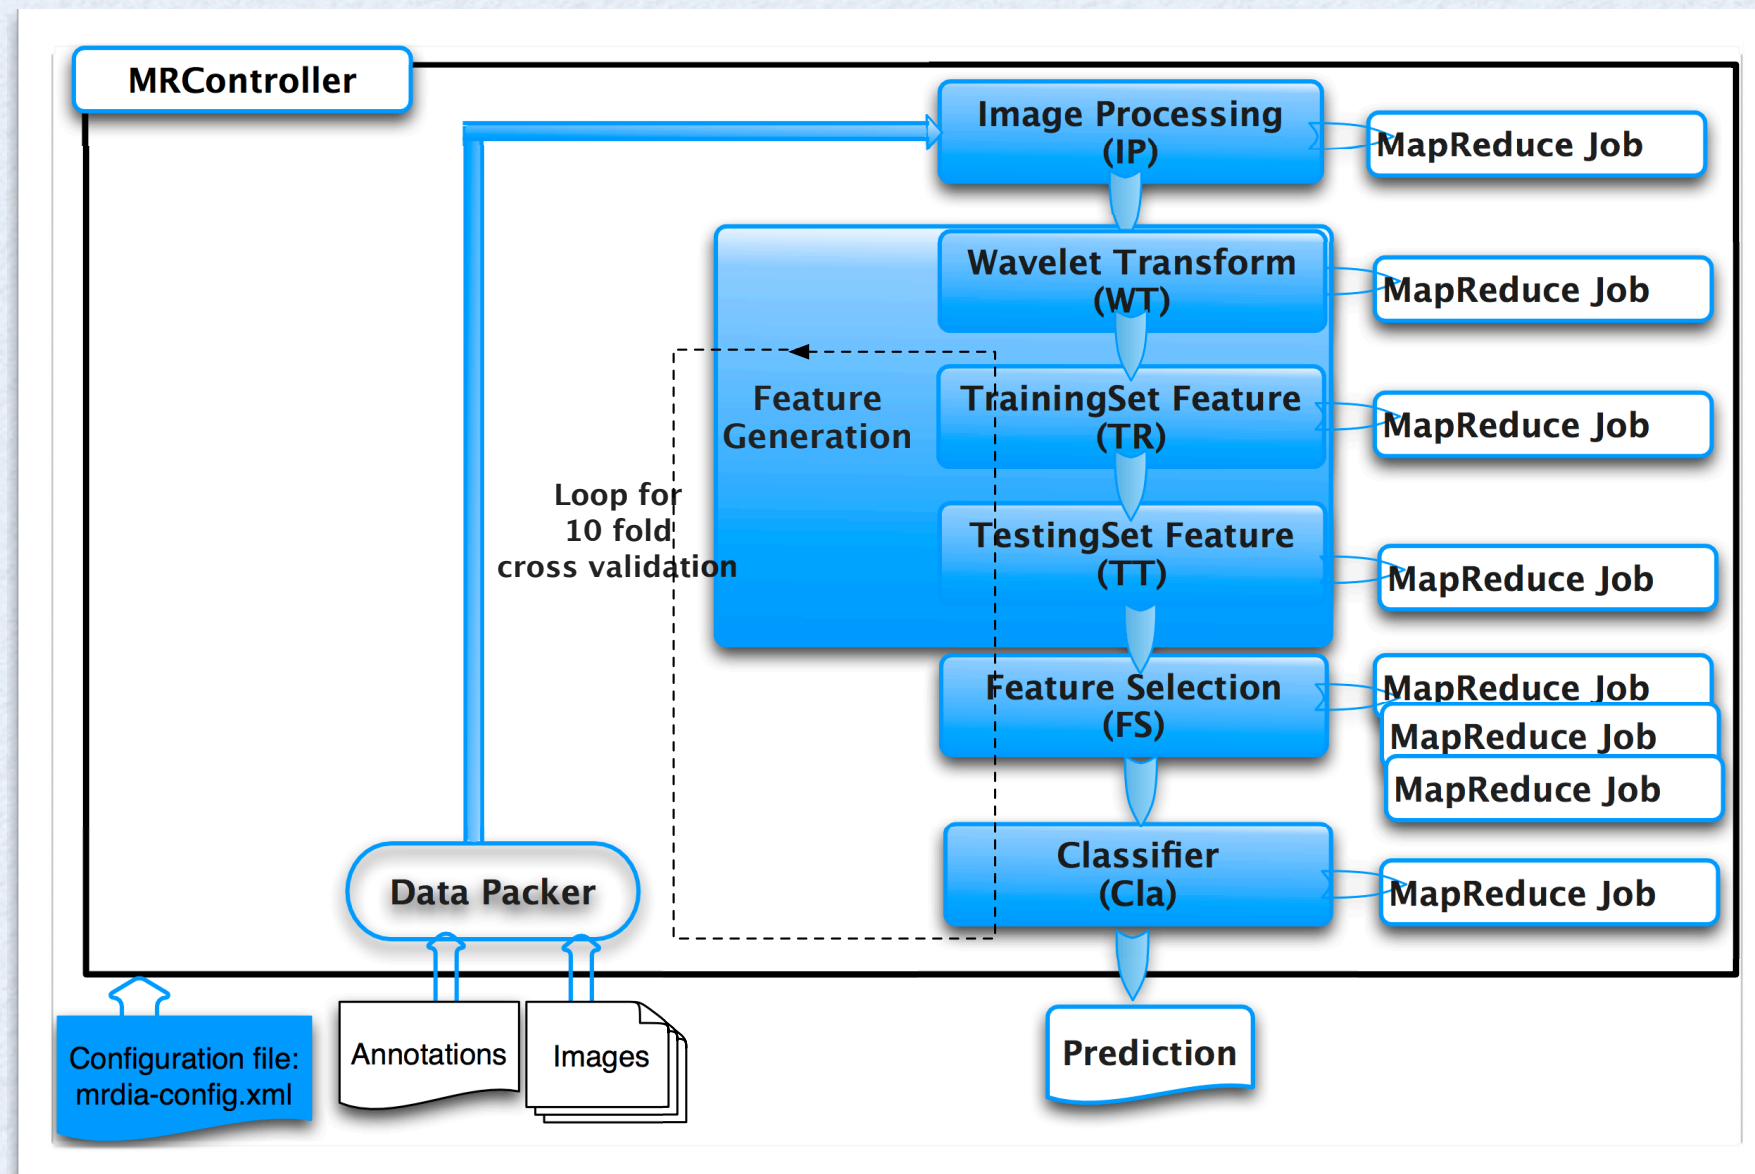 MRController
Image Processing
(IP)
MapReduce Job
Wavelet Transform
(WT)
MapReduce Job
Feature
Generation
TrainingSet Feature
(TR)
MapReduce Job
Loop for
10 fold
cross validation
TestingSet Feature
(TT)
MapReduce Job
Feature Selection
(FS)
MapReduce Job
MapReduce Job
MapReduce Job
Classifier
(Cla)
MapReduce Job
Data Packer
Configuration file:
mrdia-config.xml
Annotations
Images
Prediction